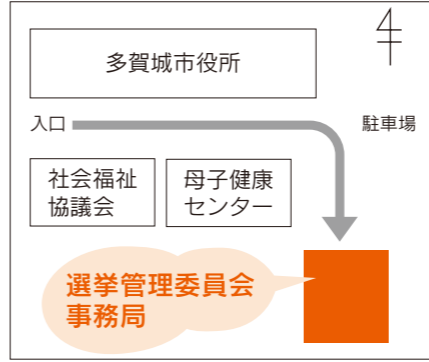 多賀城市役所
入口
駐車場
社会福祉
協議会
母子健康
センター
選挙管理委員会
事務局